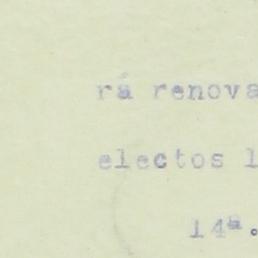 rá renova
electos l
14ª.